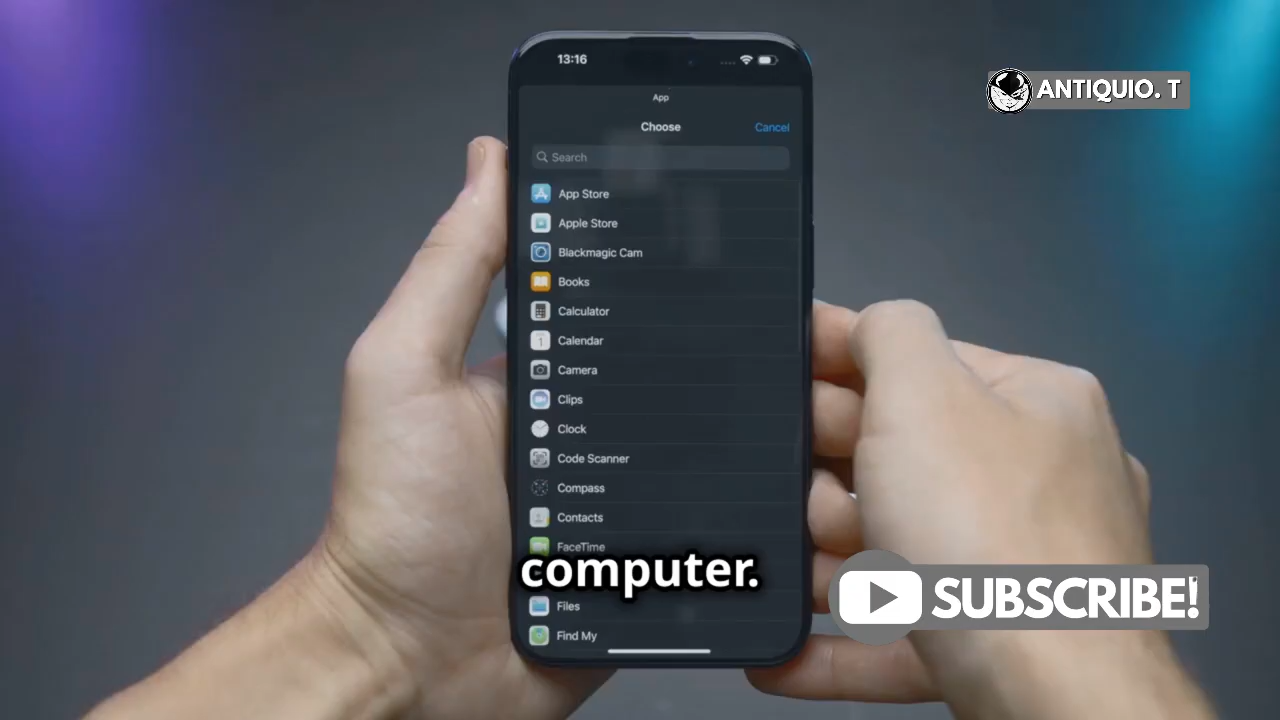 13:16
ANTIQUIO. T
App
Choose
Cancel
Search
App Store
Apple Store
Blackmagic Cam
Books
Calculator
1
Calendar
Camera
Clips
Clock
Code Scanner
Compass
Contacts
FaceTime
computer.
Files
Find My
SUBSCRIBE!